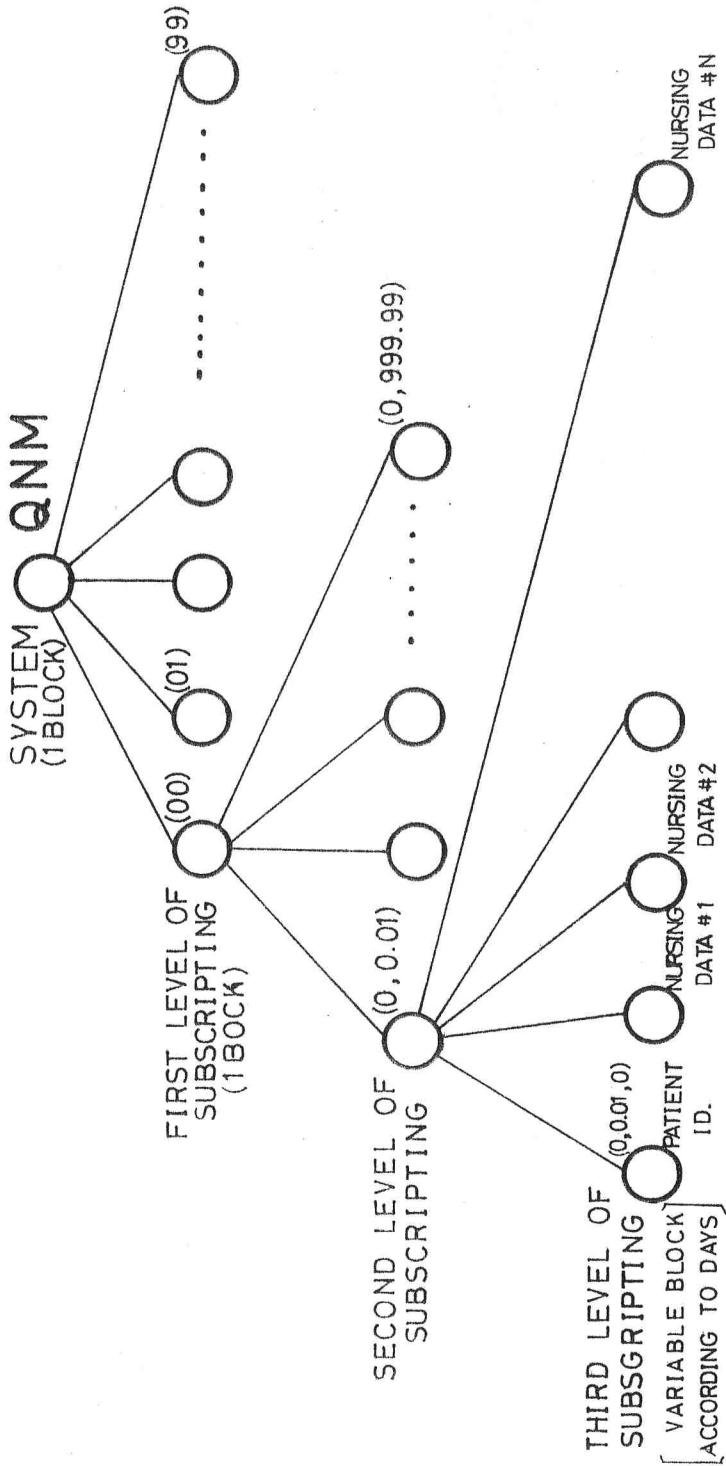 SYSTEM QNM
(1BLOCK)
(99)
FIRST LEVEL OF
SUBSCRIPTING
(1BOCK)
(00)
(01)
SECOND LEVEL OF
SUBSCRIPTING
(0, 0.01)
(0, 999.99)
THIRD LEVEL OF
SUBSGRIPTING
VARIABLE BLOCK
ACCORDING TO DAYS
(0,0.01,0)
PATIENT
ID.
NURSING
DATA #1
NURSING
DATA #2
NURSING
DATA #N